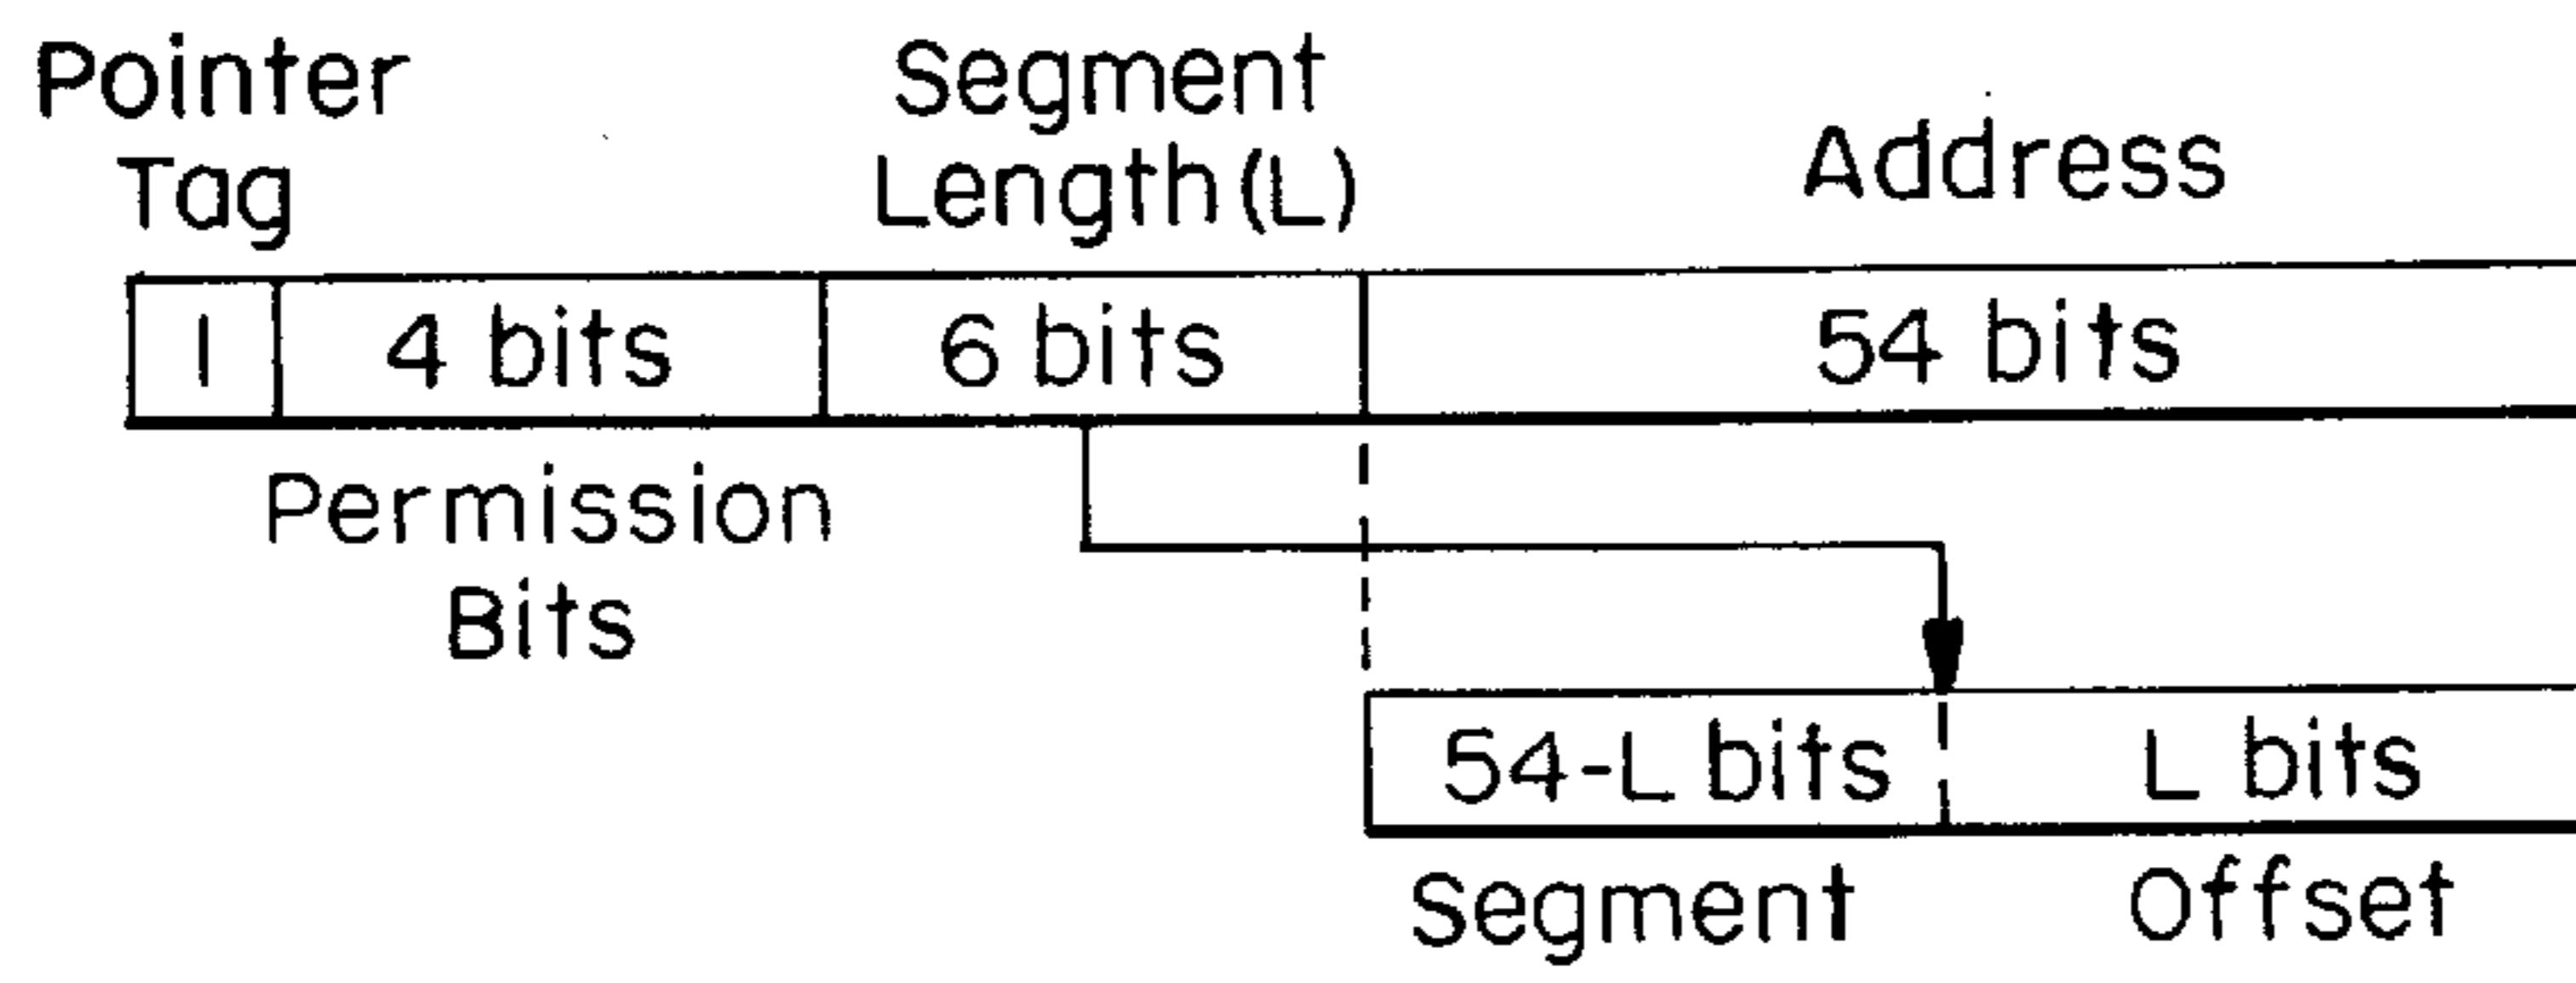 Pointer
Tag
Segment
Length(L)
Address
1
4 bits
6 bits
54 bits
Permission
Bits
54-L bits
L bits
Segment
Offset